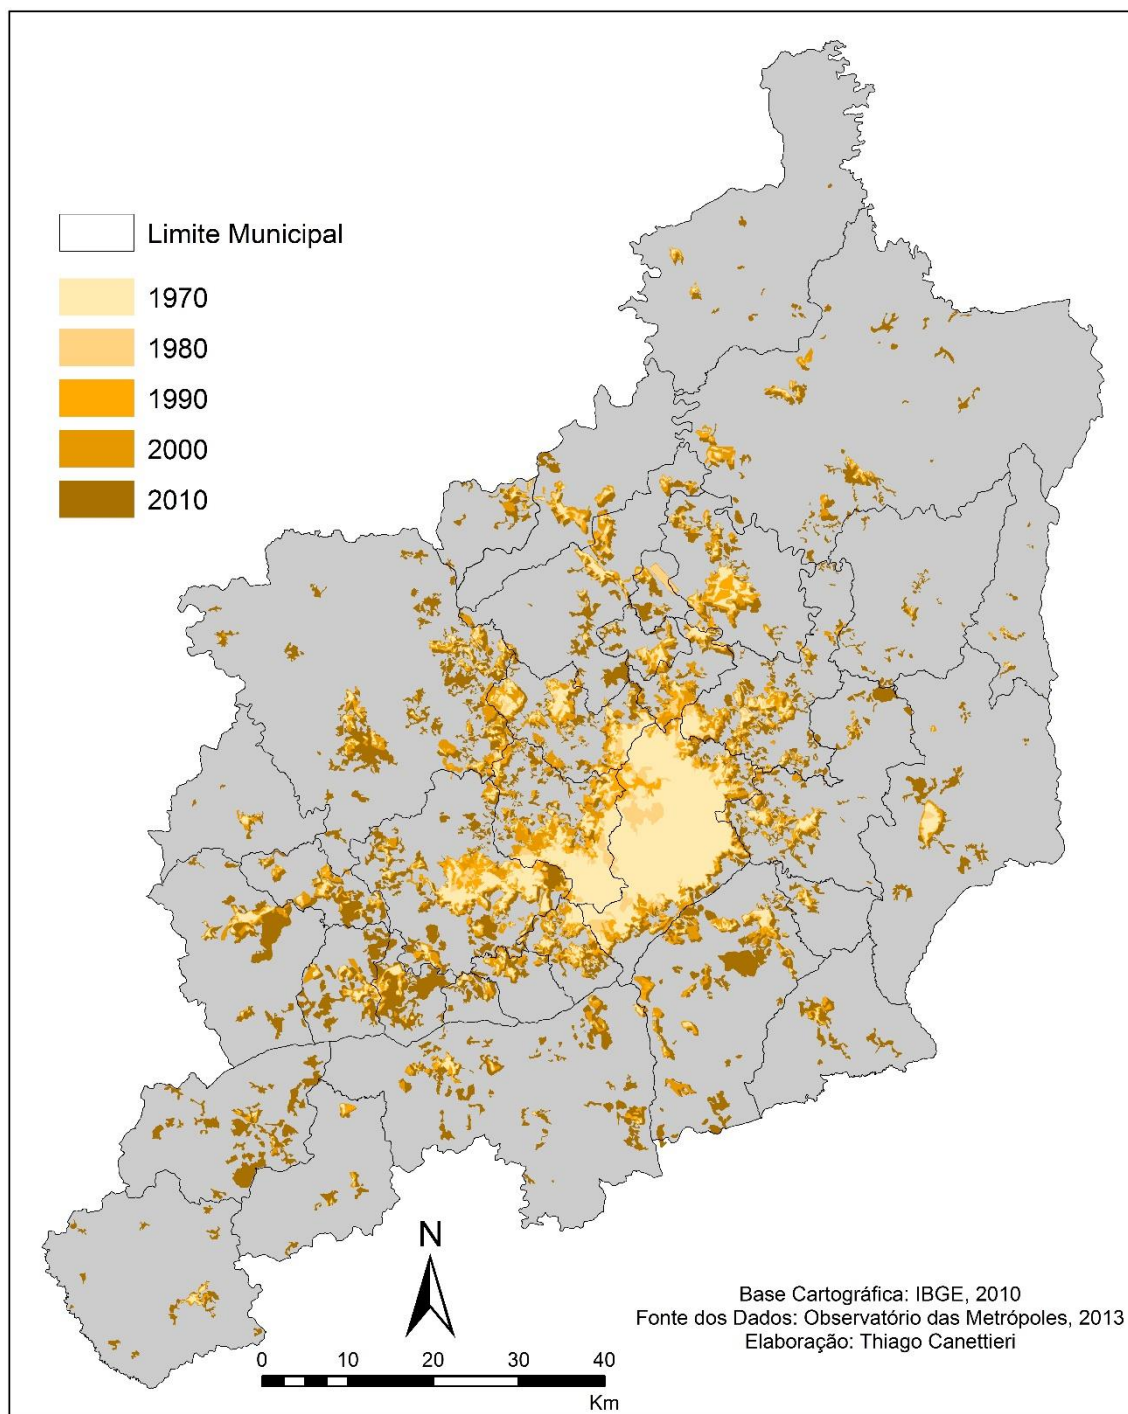 Limite Municipal
1970
1980
1990
2000
2010
N
0 10 20 30 40
Km
Base Cartográfica: IBGE, 2010
Fonte dos Dados: Observatório das Metrópoles, 2013
Elaboração: Thiago Canettieri